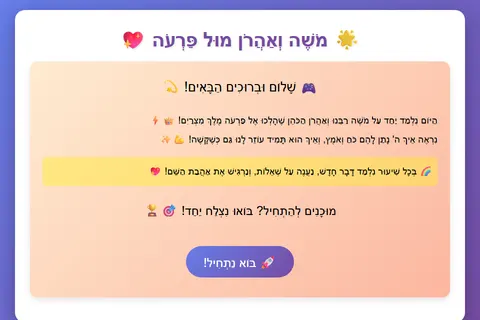 🌟 מֹשֶׁה וְאַהֲרֹן מוּל פַּרְעֹה 💖
🎮 שָׁלוֹם וּבְרוּכִים הַבָּאִים! 💫
הַיּוֹם נִלְמַד יַחַד עַל מֹשֶׁה רַבֵּנוּ וְאַהֲרֹן הַכֹּהֵן שֶׁהָלְכוּ אֶל פַּרְעֹה מֶלֶךְ מִצְרַיִם! 👑 ⚡
נִרְאֶה אֵיךְ ה' נָתַן לָהֶם כֹּחַ וְאֹמֶץ, וְאֵיךְ הוּא תָּמִיד עוֹזֵר לָנוּ גַּם כְּשֶׁקָּשֶׁה! 💪 ✨
🌈 בְּכָל שִׁיעוּר נִלְמַד דָּבָר חָדָשׁ, נַעֲנֶה עַל שְׁאֵלוֹת, וְנַרְגִּישׁ אֶת אַהֲבַת הַשֵּׁם! ❤️
מוּכָנִים לְהַתְחִיל? בּוֹאוּ נַצְלִיחַ יַחַד! 🎯 🏆
🚀 בּוֹא נַתְחִיל!